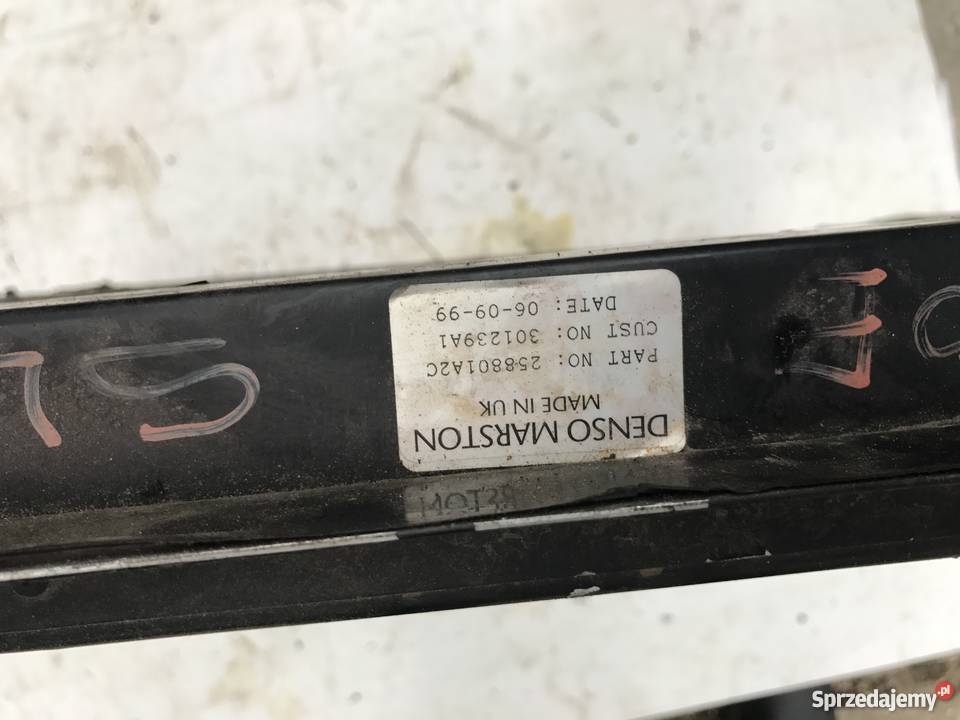 DENSO MARSTON
MADE IN UK
PART NO: 258801A2C
CUST NO: 301239A1
DATE: 06-09-99
Sprzedajemy.pl